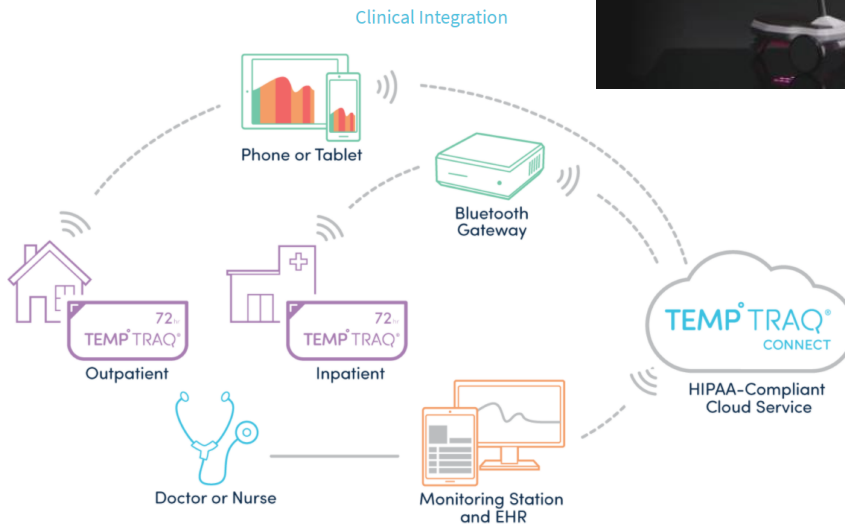 Clinical Integration
Phone or Tablet
Bluetooth
Gateway
72hr
TEMP°TRAQ®
Outpatient
72hr
TEMP°TRAQ®
Inpatient
TEMP°TRAQ®
CONNECT
HIPAA-Compliant
Cloud Service
Doctor or Nurse
Monitoring Station
and EHR